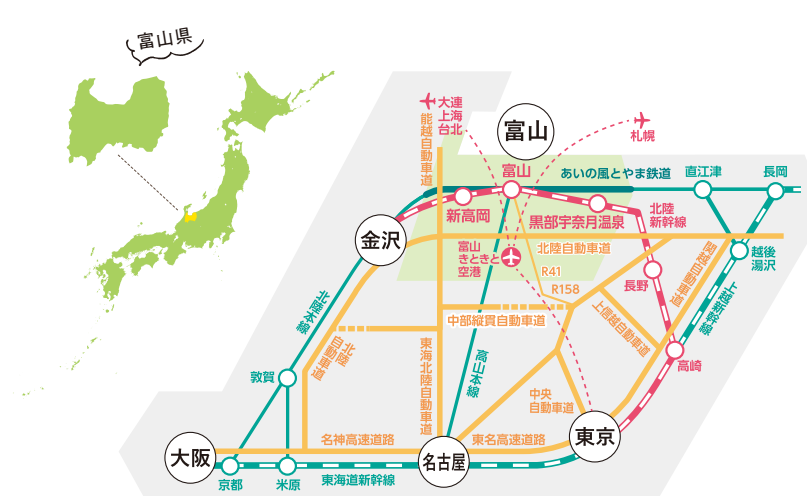 富山県
大連
上海
台北
能越自動車道
富山
札幌
富山
あいの風とやま鉄道
直江津
長岡
新高岡
黒部宇奈月温泉
北陸
新幹線
金沢
富山
きときと
空港
北陸自動車道
関越自動車道
越後
湯沢
R41
R158
長野
上越新幹線
北陸本線
中部縦貫自動車道
上信越自動車道
北陸
自動車道
東海北陸自動車道
高山本線
高崎
敦賀
中央
自動車道
大阪
名神高速道路
名古屋
東名高速道路
東京
京都
米原
東海道新幹線